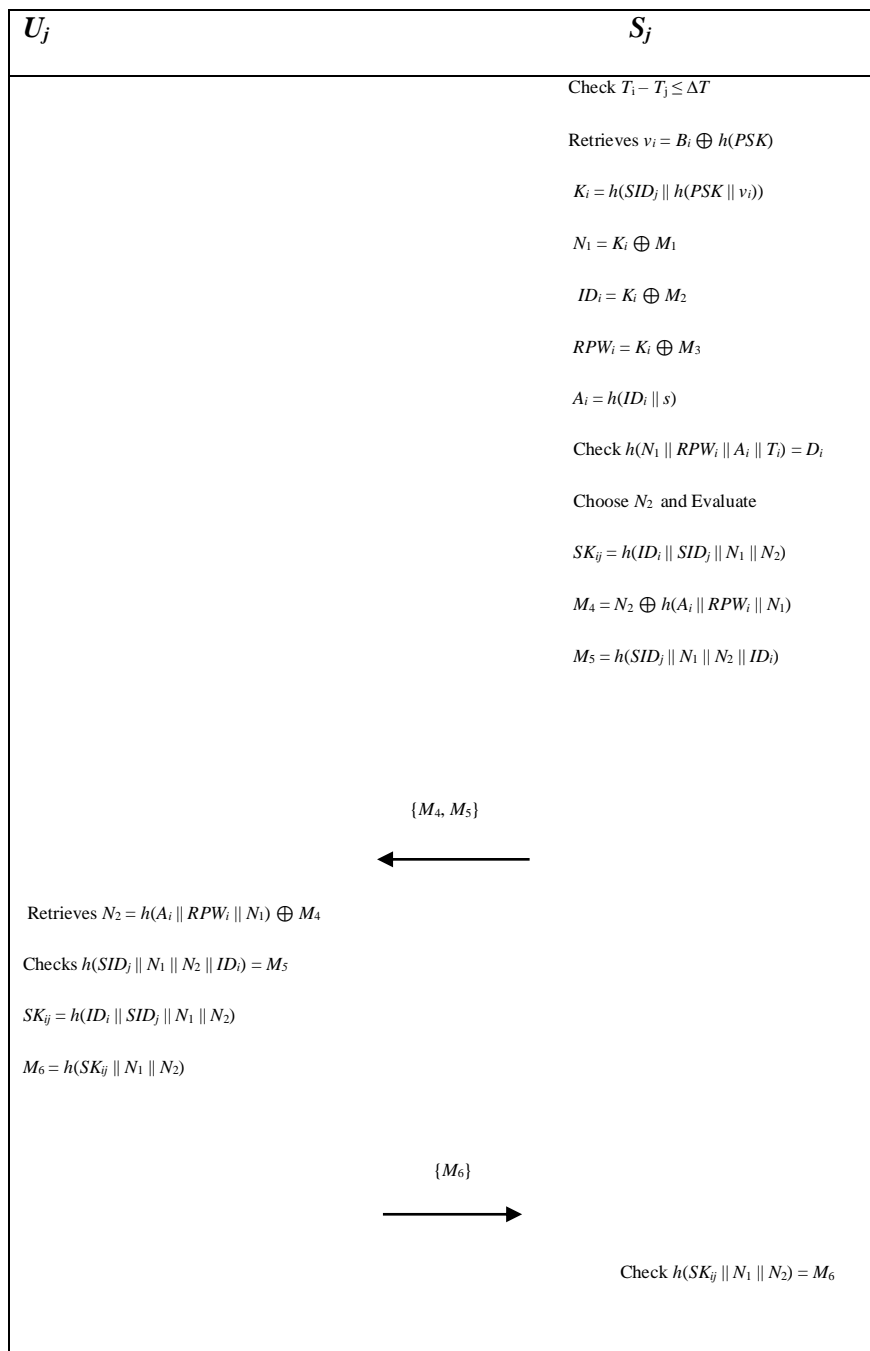 U_j S_j
Check T_i – T_j ≤ ΔT
Retrieves v_i = B_i ⊕ h(PSK)
K_i = h(SID_j || h(PSK || v_i))
N_1 = K_i ⊕ M_1
ID_i = K_i ⊕ M_2
RPW_i = K_i ⊕ M_3
A_i = h(ID_i || s)
Check h(N_1 || RPW_i || A_i || T_i) = D_i
Choose N_2 and Evaluate
SK_ij = h(ID_i || SID_j || N_1 || N_2)
M_4 = N_2 ⊕ h(A_i || RPW_i || N_1)
M_5 = h(SID_j || N_1 || N_2 || ID_i)
{M_4, M_5}
Retrieves N_2 = h(A_i || RPW_i || N_1) ⊕ M_4
Checks h(SID_j || N_1 || N_2 || ID_i) = M_5
SK_ij = h(ID_i || SID_j || N_1 || N_2)
M_6 = h(SK_ij || N_1 || N_2)
{M_6}
Check h(SK_ij || N_1 || N_2) = M_6